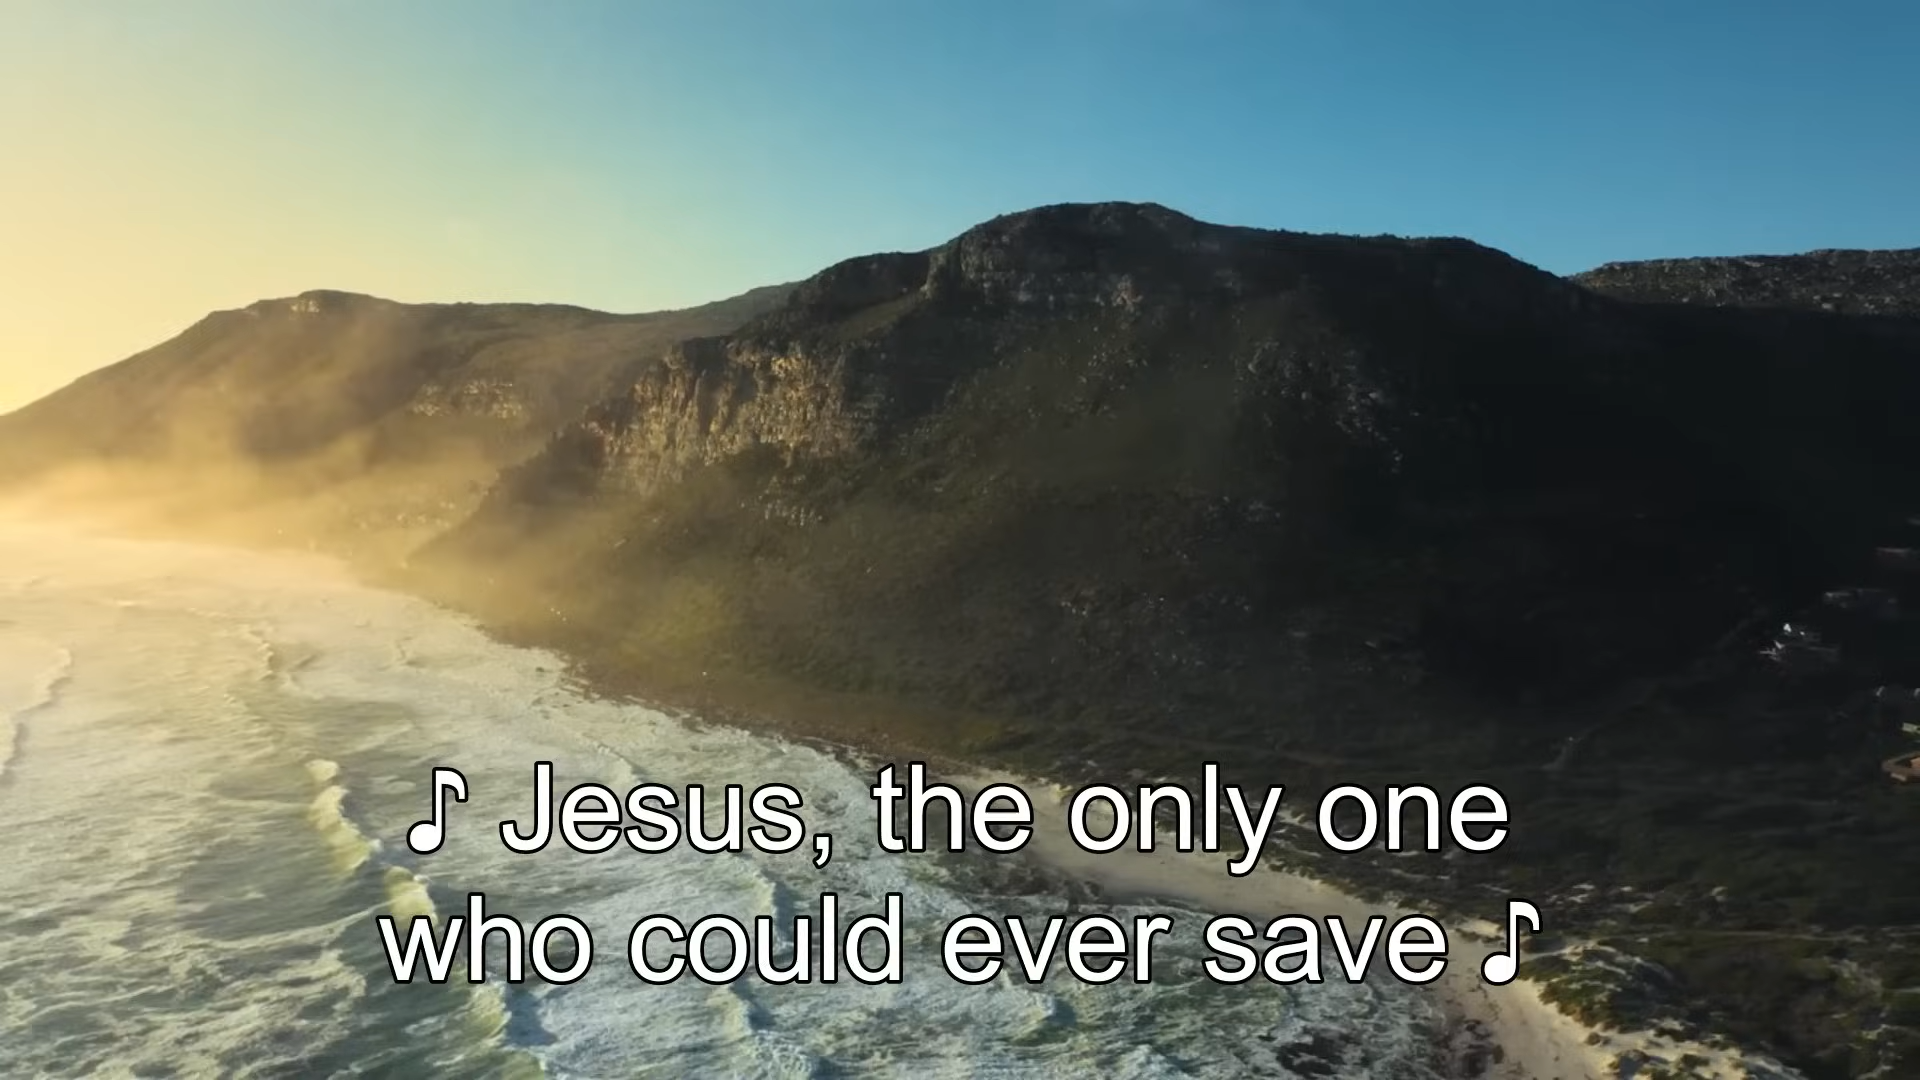 ♪ Jesus, the only one
who could ever save ♪